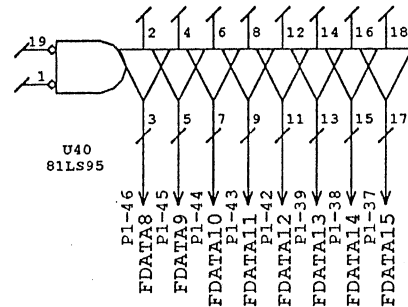 2 4 6 8 12 14 16 18
19
1
3 5 7 9 11 13 15 17
U40
81LS95
P1-46
FDATA8
P1-45
FDATA9
P1-44
FDATA10
P1-43
FDATA11
P1-42
FDATA12
P1-39
FDATA13
P1-38
FDATA14
P1-37
FDATA15